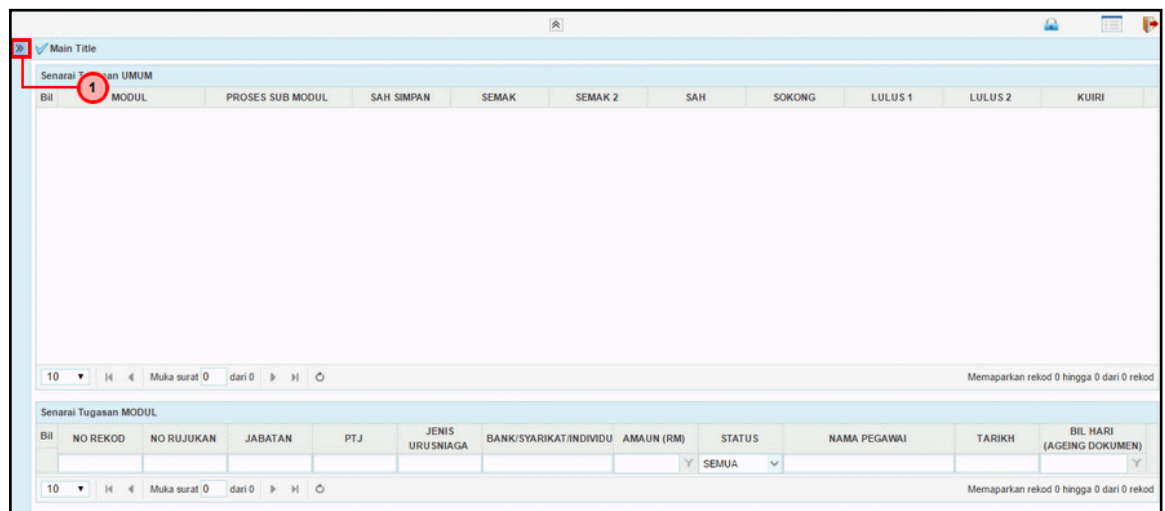 Main Title
Senarai Tugasan UMUM
1
Bil MODUL PROSES SUB MODUL SAH SIMPAN SEMAK SEMAK 2 SAH SOKONG LULUS 1 LULUS 2 KUIRI
10 Muka surat 0 dari 0 Memaparkan rekod 0 hingga 0 dari 0 rekod
Senarai Tugasan MODUL
Bil NO REKOD NO RUJUKAN JABATAN PTJ JENIS URUSNIAGA BANK/SYARIKAT/INDIVIDU AMAUN (RM) STATUS NAMA PEGAWAI TARIKH BIL HARI (AGEING DOKUMEN)
SEMUA
10 Muka surat 0 dari 0 Memaparkan rekod 0 hingga 0 dari 0 rekod